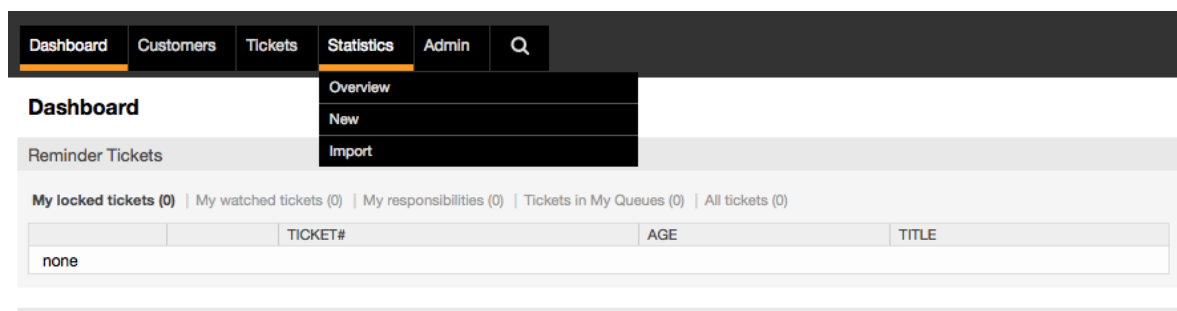 Dashboard Customers Tickets Statistics Admin
Overview
Dashboard
New
Reminder Tickets
Import
My locked tickets (0) | My watched tickets (0) | My responsibilities (0) | Tickets in My Queues (0) | All tickets (0)
TICKET# AGE TITLE
none